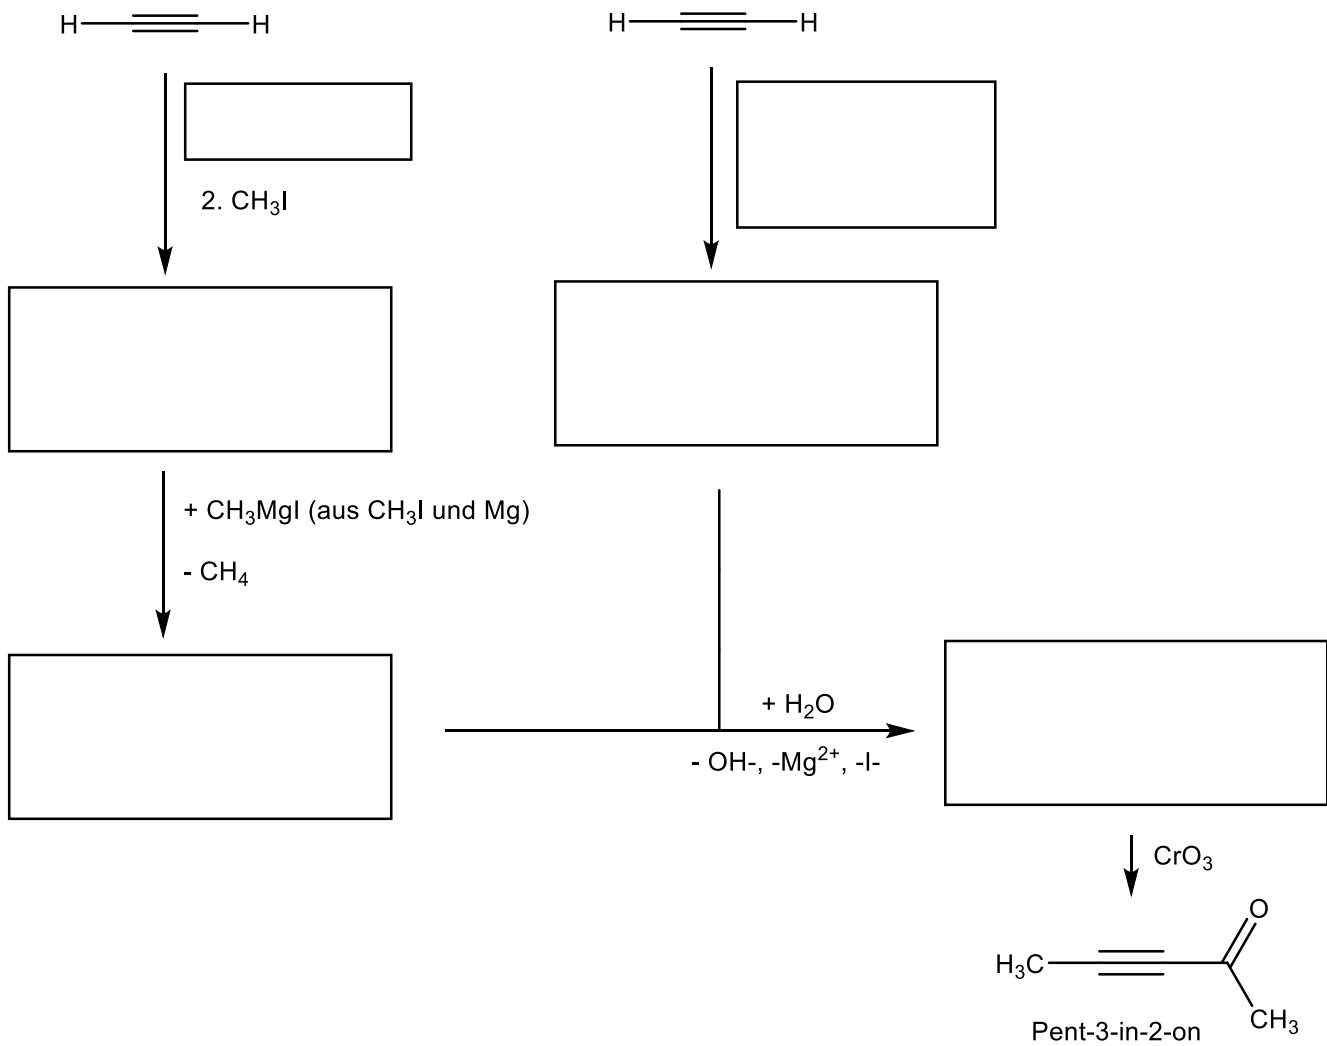 H H
H H
2. CH₃I
+ CH₃MgI (aus CH₃I und Mg)
- CH₄
+ H₂O
- OH-, -Mg²⁺, -I-
CrO₃
O
H₃C
CH₃
Pent-3-in-2-on